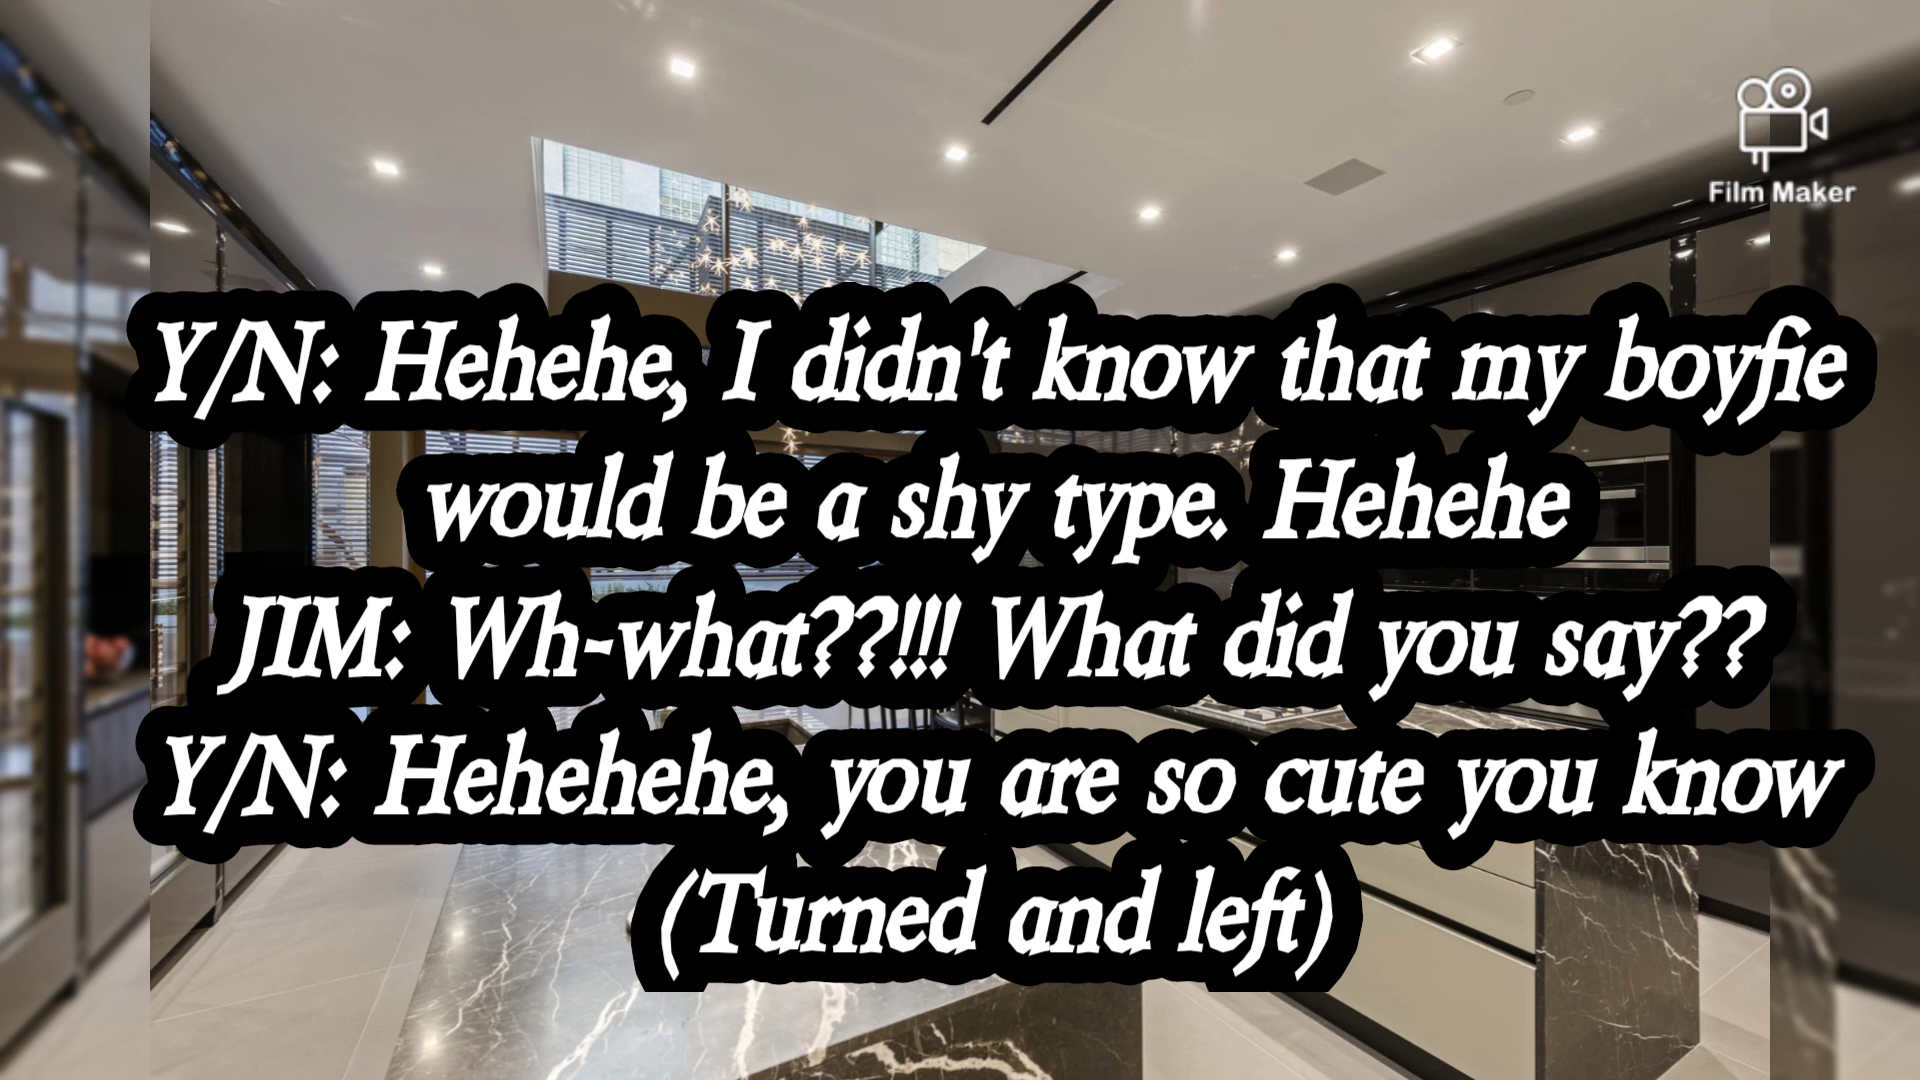 Film Maker
Y/N: Hehehe, I didn't know that my boyfie
would be a shy type. Hehehe
JIM: Wh-what??!!! What did you say??
Y/N: Hehehehe, you are so cute you know
(Turned and left)